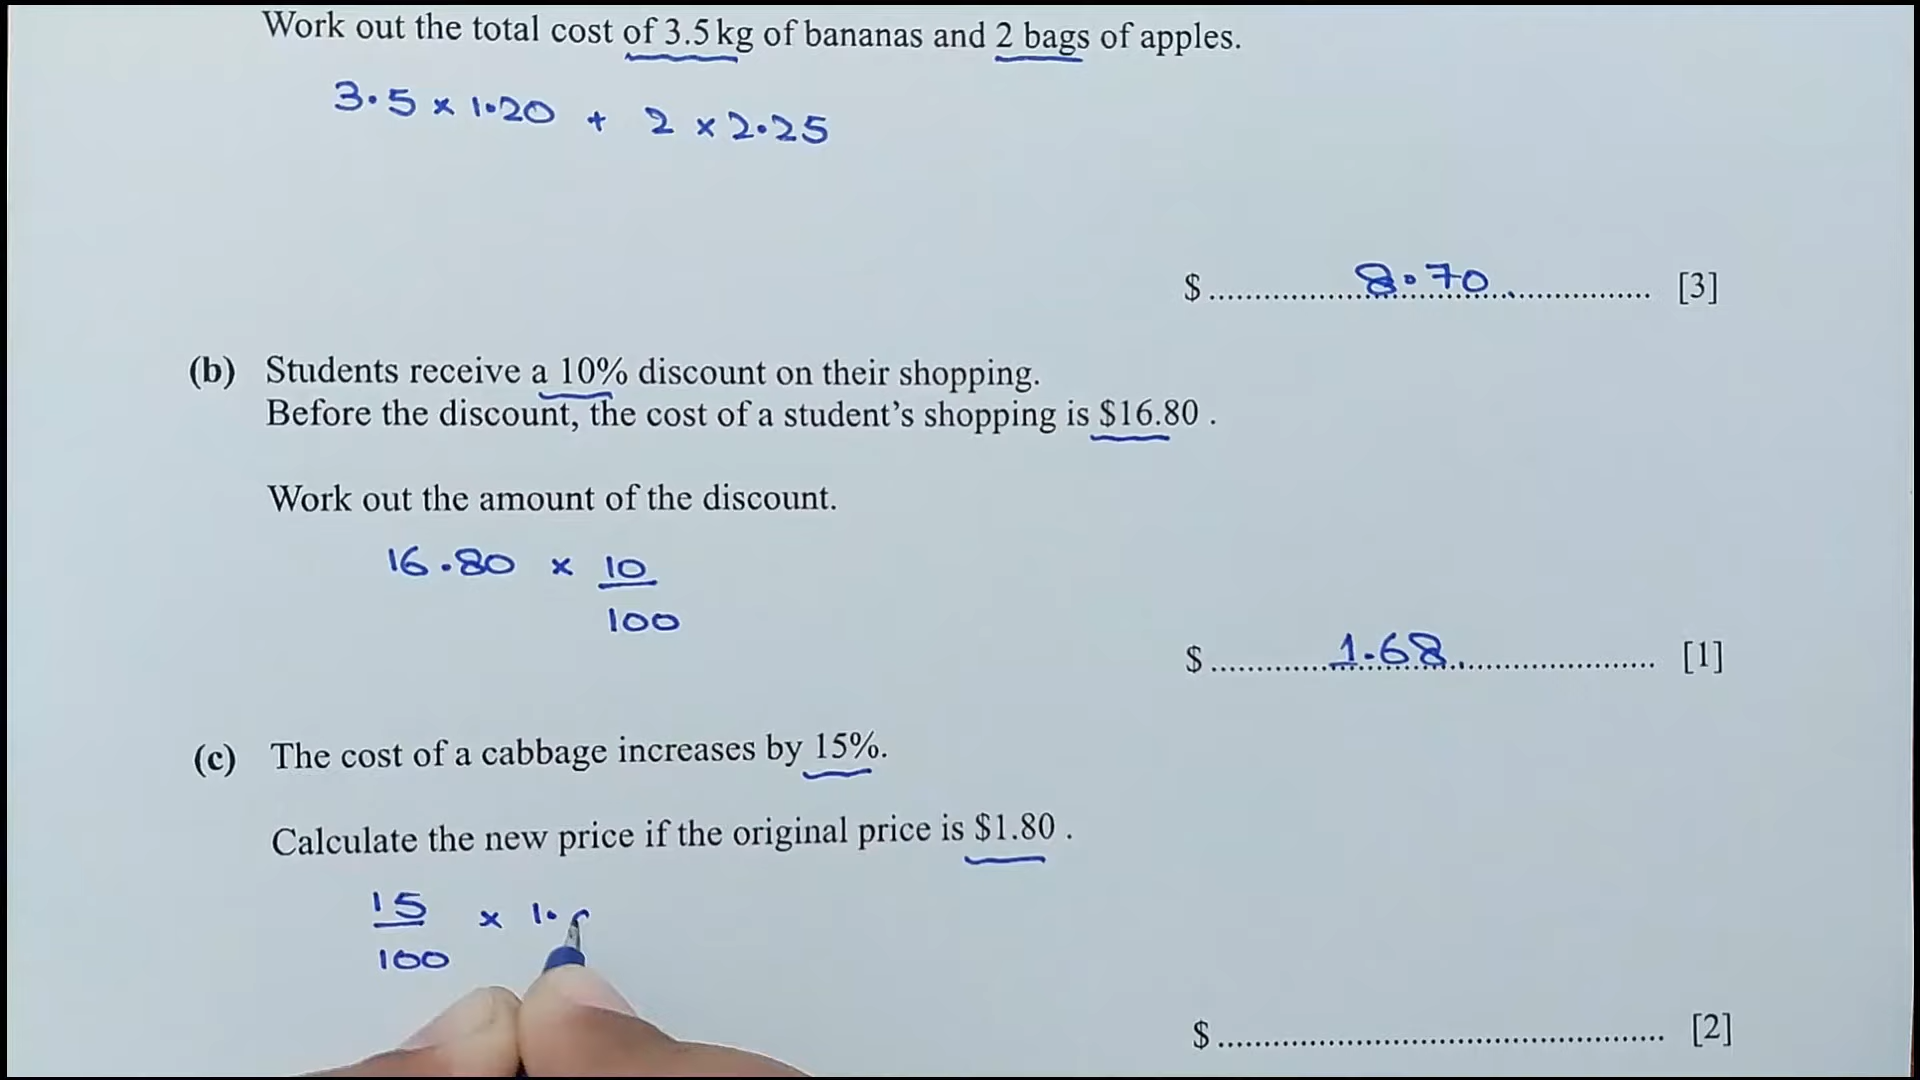 Work out the total cost of 3.5 kg of bananas and 2 bags of apples.
3.5 × 1.20 + 2 × 2.25
$ ........ 8.70 ........ [3]
(b) Students receive a 10% discount on their shopping.
Before the discount, the cost of a student's shopping is $16.80 .
Work out the amount of the discount.
16.80 × 10
100
$ ........ 1.68 ........ [1]
(c) The cost of a cabbage increases by 15%.
Calculate the new price if the original price is $1.80 .
15 × 1.
100
$ ................ [2]